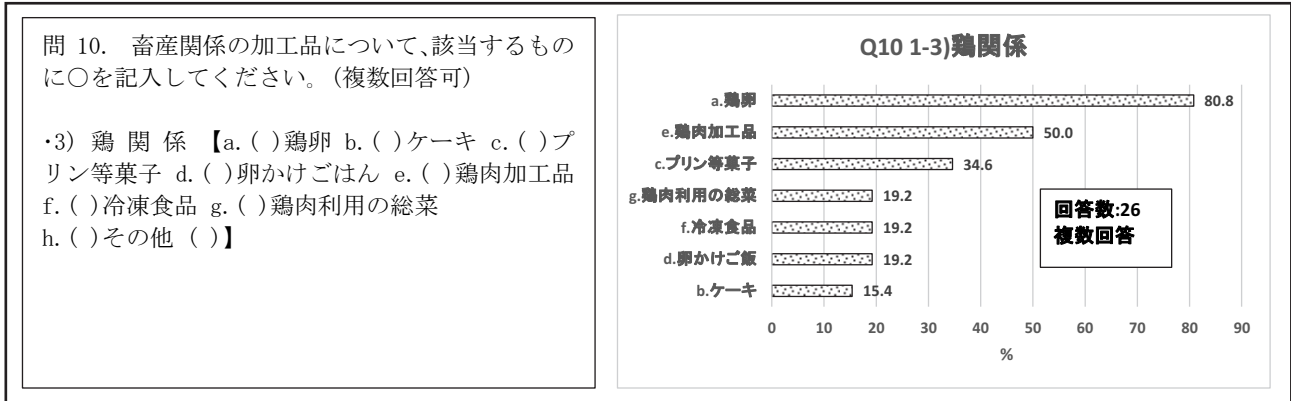 問 10. 畜産関係の加工品について、該当するもの
に○を記入してください。(複数回答可)
・3) 鶏 関 係 【a.( )鶏卵 b.( )ケーキ c.( )プ
リン等菓子 d.( )卵かけごはん e.( )鶏肉加工品
f.( )冷凍食品 g.( )鶏肉利用の総菜
h.( )その他 ( )】
Q10 1-3)鶏関係
a.鶏卵 80.8
e.鶏肉加工品 50.0
c.プリン等菓子 34.6
g.鶏肉利用の総菜 19.2
f.冷凍食品 19.2
d.卵かけご飯 19.2
b.ケーキ 15.4
回答数:26
複数回答
0 10 20 30 40 50 60 70 80 90
%